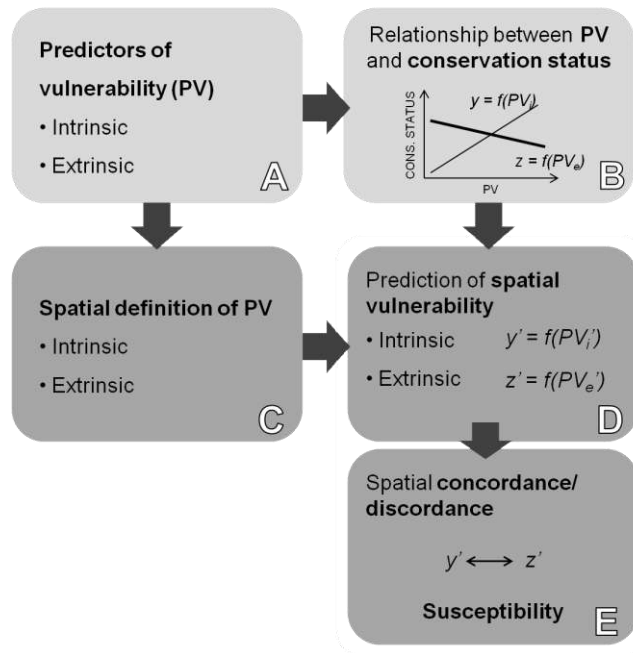 Predictors of
vulnerability (PV)
• Intrinsic
• Extrinsic
A
Relationship between PV
and conservation status
y = f(PVi)
CONS. STATUS
z = f(PVe)
PV
B
Spatial definition of PV
• Intrinsic
• Extrinsic
C
Prediction of spatial
vulnerability
• Intrinsic y' = f(PVi')
• Extrinsic z' = f(PVe')
D
Spatial concordance/
discordance
y' ⟷ z'
Susceptibility
E